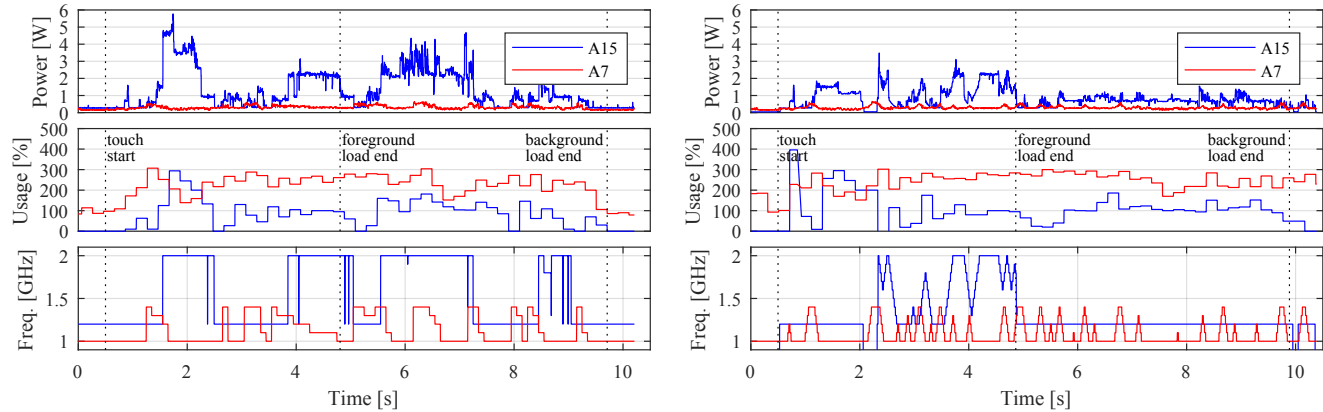 6
5
4
3
2
1
0
Power [W]
A15
A7
500
400
300
200
100
0
Usage [%]
touch
start
foreground
load end
background
load end
2
1.5
1
Freq. [GHz]
0 2 4 6 8 10
Time [s]
6
5
4
3
2
1
0
Power [W]
A15
A7
500
400
300
200
100
0
Usage [%]
touch
start
foreground
load end
background
load end
2
1.5
1
Freq. [GHz]
0 2 4 6 8 10
Time [s]